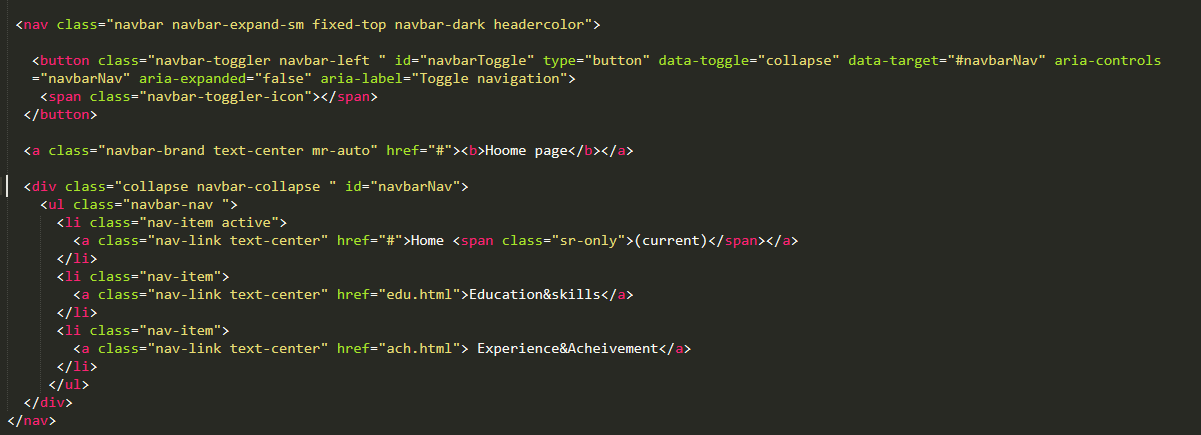 <nav class="navbar navbar-expand-sm fixed-top navbar-dark headercolor">
<button class="navbar-toggler navbar-left " id="navbarToggle" type="button" data-toggle="collapse" data-target="#navbarNav" aria-controls
="navbarNav" aria-expanded="false" aria-label="Toggle navigation">
<span class="navbar-toggler-icon"></span>
</button>
<a class="navbar-brand text-center mr-auto" href="#"><b>Hoome page</b></a>
<div class="collapse navbar-collapse " id="navbarNav">
<ul class="navbar-nav ">
<li class="nav-item active">
<a class="nav-link text-center" href="#">Home <span class="sr-only">(current)</span></a>
</li>
<li class="nav-item">
<a class="nav-link text-center" href="edu.html">Education&skills</a>
</li>
<li class="nav-item">
<a class="nav-link text-center" href="ach.html"> Experience&Acheivement</a>
</li>
</ul>
</div>
</nav>